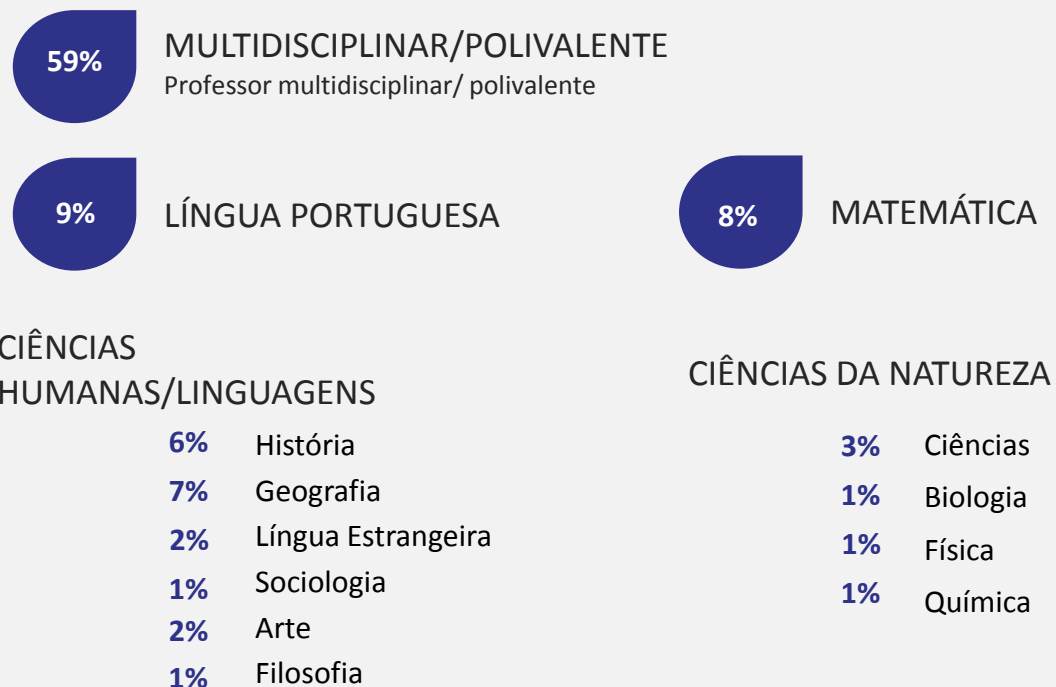 59%
MULTIDISCIPLINAR/POLIVALENTE
Professor multidisciplinar/ polivalente
9%
LÍNGUA PORTUGUESA
8%
MATEMÁTICA
CIÊNCIAS
HUMANAS/LINGUAGENS
6% História
7% Geografia
2% Língua Estrangeira
1% Sociologia
2% Arte
1% Filosofia
CIÊNCIAS DA NATUREZA
3% Ciências
1% Biologia
1% Física
1% Química